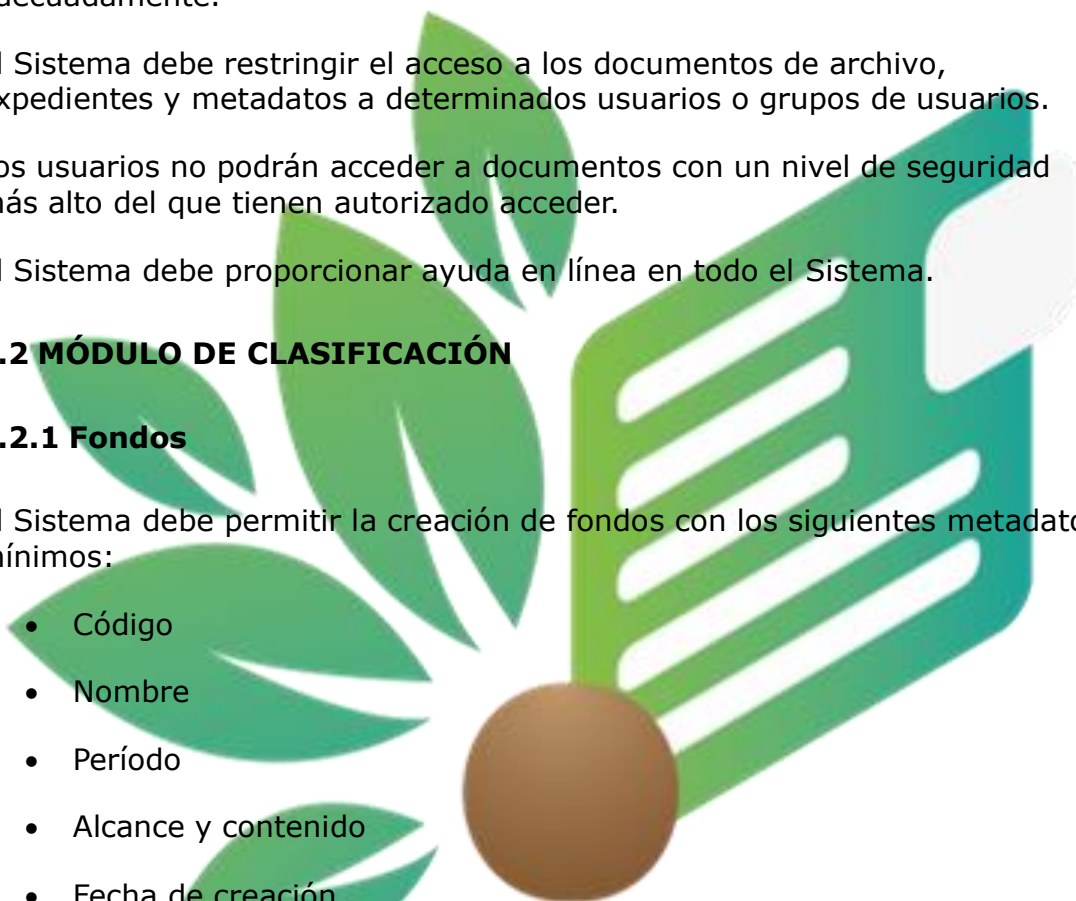 decuadamente.
l Sistema debe restringir el acceso a los documentos de archivo,
xpedientes y metadatos a determinados usuarios o grupos de usuarios.
os usuarios no podrán acceder a documentos con un nivel de seguridad
más alto del que tienen autorizado acceder.
l Sistema debe proporcionar ayuda en línea en todo el Sistema.
.2 MÓDULO DE CLASIFICACIÓN
.2.1 Fondos
l Sistema debe permitir la creación de fondos con los siguientes metadato
mínimos:
• Código
• Nombre
• Período
• Alcance y contenido
• Fecha de creación